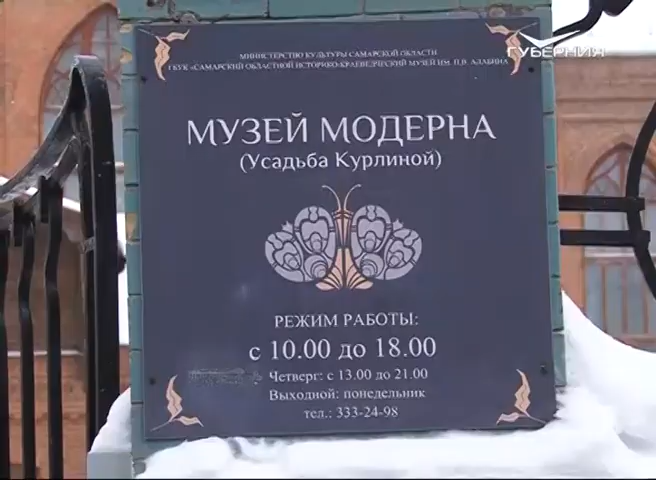 ГУБЕРНИЯ
МИНИСТЕРСТВО КУЛЬТУРЫ САМАРСКОЙ ОБЛАСТИ
ГБУК «САМАРСКИЙ ОБЛАСТНОЙ ИСТОРИКО-КРАЕВЕДЧЕСКИЙ МУЗЕЙ ИМ. П.В. АЛАБИНА
МУЗЕЙ МОДЕРНА
(УСАДЬБА КУРЛИНОЙ)
РЕЖИМ РАБОТЫ:
с 10.00 до 18.00
Четверг: с 13.00 до 21.00
Выходной: понедельник
тел.: 333-24-98